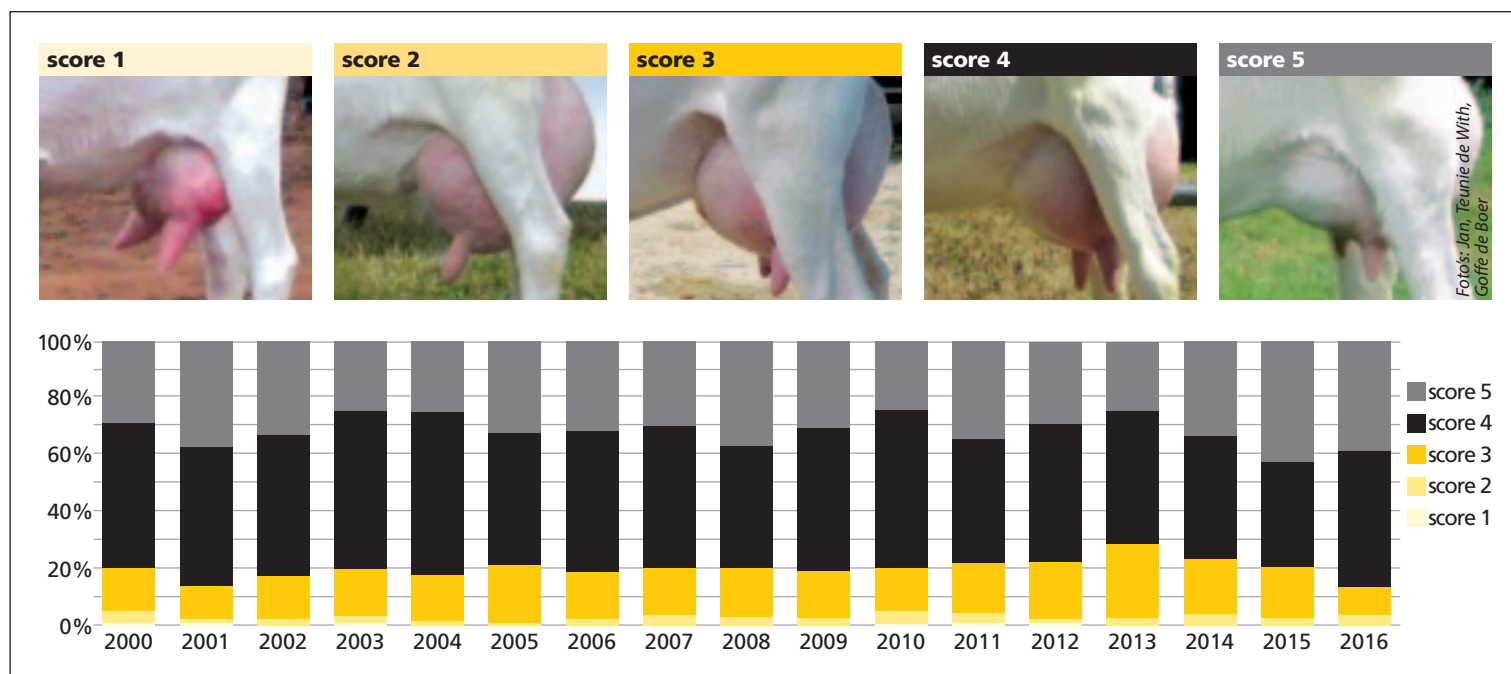 score 1
score 2
score 3
score 4
score 5
Foto's: Jan, Teunie de With,
Goffe de Boer
100%
80%
60%
40%
20%
0%
2000 2001 2002 2003 2004 2005 2006 2007 2008 2009 2010 2011 2012 2013 2014 2015 2016
score 5
score 4
score 3
score 2
score 1